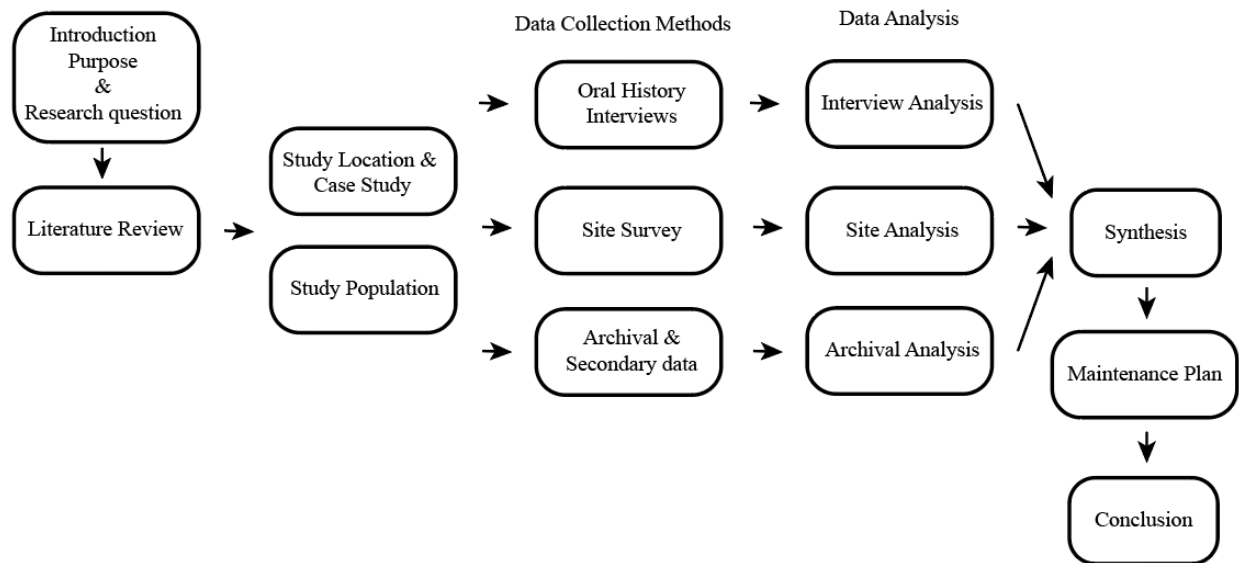 Introduction
Purpose
&
Research question
Literature Review
Study Location &
Case Study
Study Population
Data Collection Methods
Oral History
Interviews
Site Survey
Archival &
Secondary data
Data Analysis
Interview Analysis
Site Analysis
Archival Analysis
Synthesis
Maintenance Plan
Conclusion